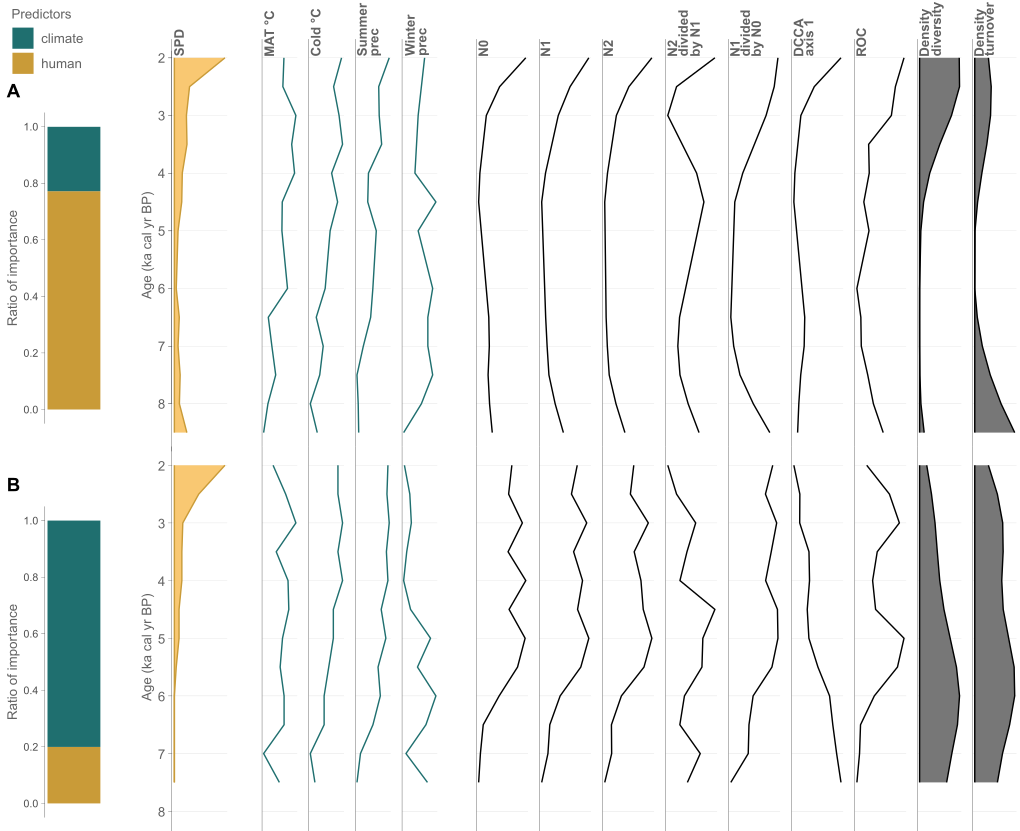 Predictors
climate
human
SPD
MAT °C
Cold °C
Summer
prec
Winter
prec
N0
N1
N2
N2
divided
by N1
N1
divided
by N0
DCCA
axis 1
ROC
Density
diversity
Density
turnover
A
Ratio of importance
1.0
0.8
0.6
0.4
0.2
0.0
Age (ka cal yr BP)
2
3
4
5
6
7
8
B
Ratio of importance
1.0
0.8
0.6
0.4
0.2
0.0
Age (ka cal yr BP)
2
3
4
5
6
7
8